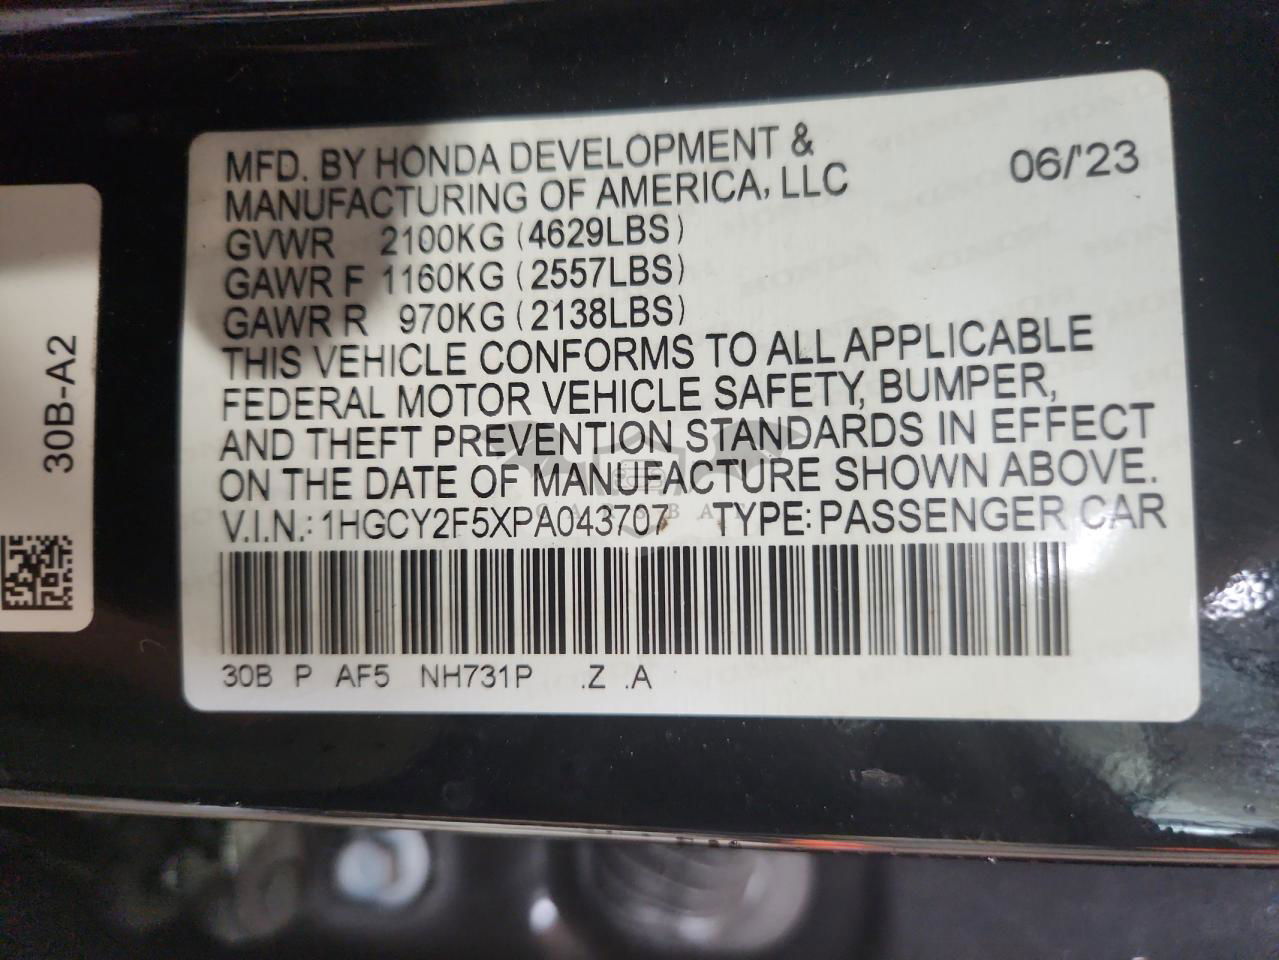 MFD. BY HONDA DEVELOPMENT &
MANUFACTURING OF AMERICA, LLC
06/'23
GVWR 2100KG (4629LBS)
GAWR F 1160KG (2557LBS)
GAWR R 970KG (2138LBS)
THIS VEHICLE CONFORMS TO ALL APPLICABLE
FEDERAL MOTOR VEHICLE SAFETY, BUMPER,
AND THEFT PREVENTION STANDARDS IN EFFECT
ON THE DATE OF MANUFACTURE SHOWN ABOVE.
V.I.N.: 1HGCY2F5XPA043707 TYPE: PASSENGER CAR
30B P AF5 NH731P .Z .A
30B-A2